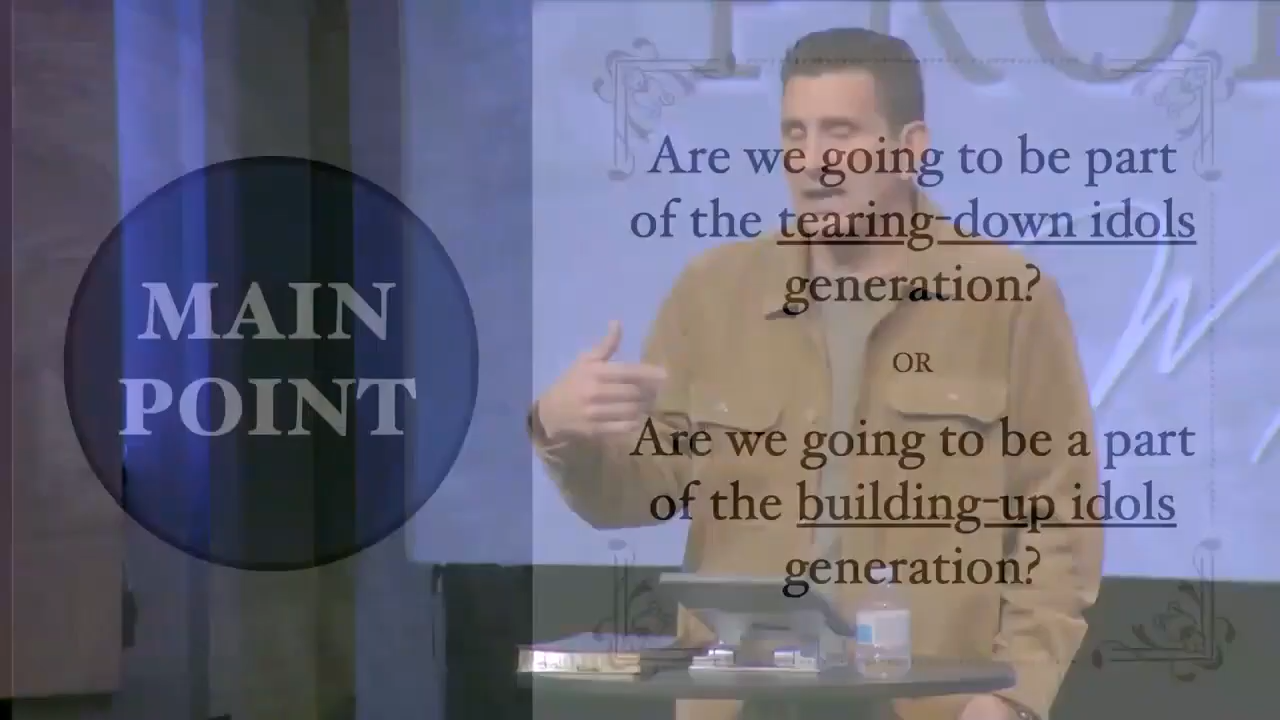 MAIN
POINT
Are we going to be part
of the tearing-down idols
generation?
OR
Are we going to be a part
of the building-up idols
generation?